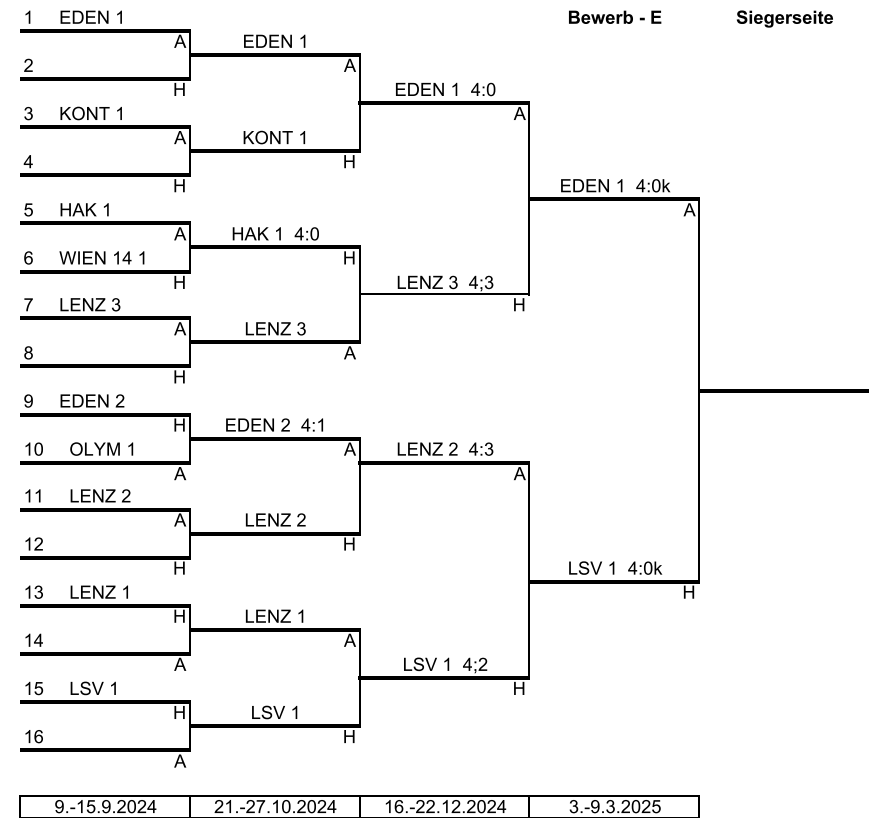 1 EDEN 1 Bewerb - E Siegerseite
A EDEN 1
2 A
H EDEN 1 4:0
3 KONT 1 A
A KONT 1
4 H
H EDEN 1 4:0k
5 HAK 1 A
A HAK 1 4:0
6 WIEN 14 1 H
H LENZ 3 4;3
7 LENZ 3 H
A LENZ 3
8 A
H
9 EDEN 2
H EDEN 2 4:1
10 OLYM 1 A LENZ 2 4:3
A A
11 LENZ 2
A LENZ 2
12 H
H LSV 1 4:0k
13 LENZ 1 H
H LENZ 1
14 A
A LSV 1 4;2
15 LSV 1 H
H LSV 1
16 H
A
9.-15.9.2024 21.-27.10.2024 16.-22.12.2024 3.-9.3.2025